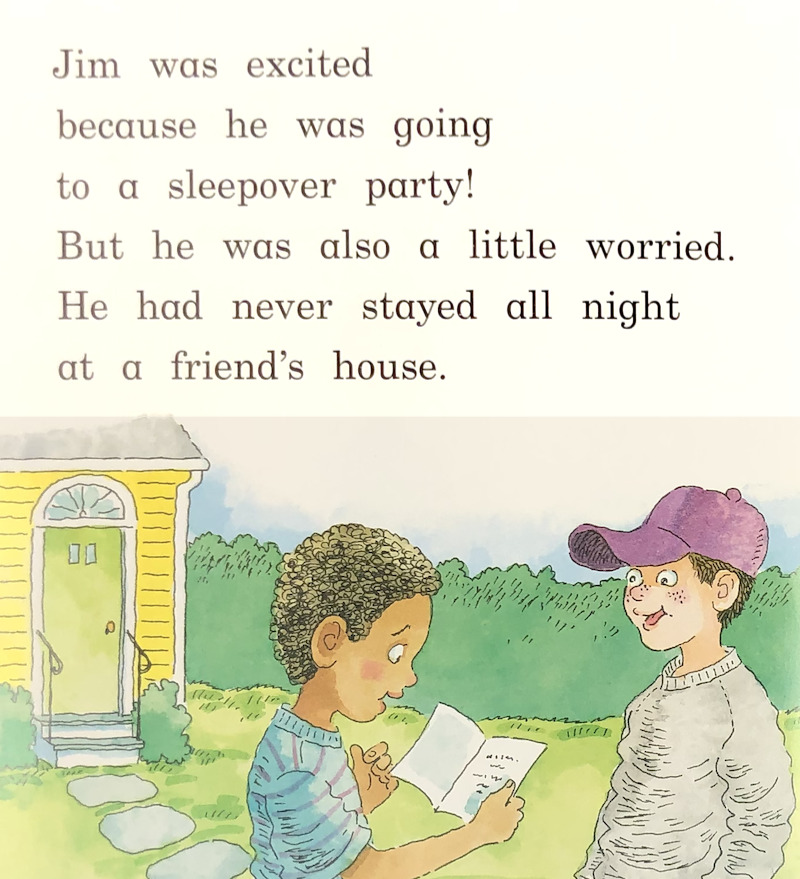 Jim was excited
because he was going
to a sleepover party!
But he was also a little worried.
He had never stayed all night
at a friend's house.